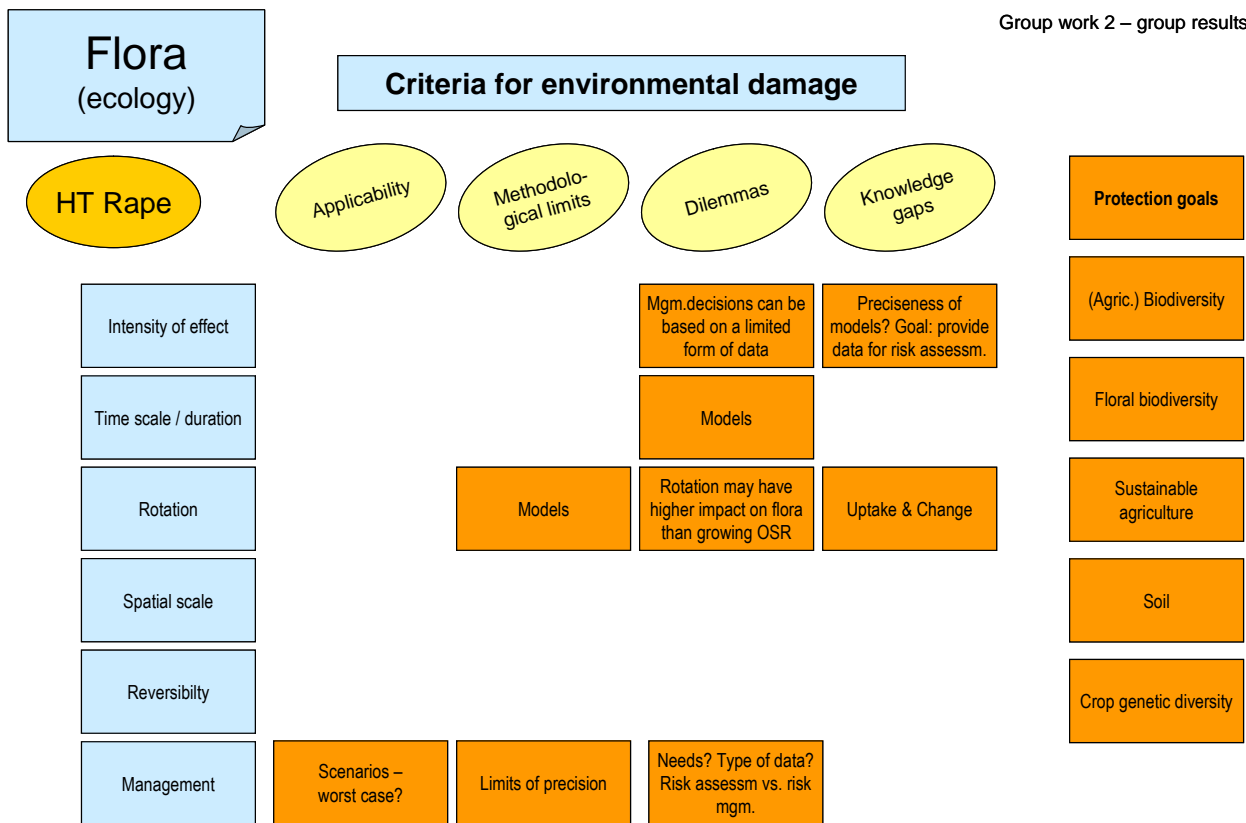 Group work 2 – group results
Flora
(ecology)
Criteria for environmental damage
HT Rape
Applicability
Methodolo-
gical limits
Dilemmas
Knowledge
gaps
Protection goals
Intensity of effect
Mgm.decisions can be
based on a limited
form of data
Preciseness of
models? Goal: provide
data for risk assessm.
(Agric.) Biodiversity
Time scale / duration
Models
Floral biodiversity
Rotation
Models
Rotation may have
higher impact on flora
than growing OSR
Uptake & Change
Sustainable
agriculture
Spatial scale
Soil
Reversibilty
Crop genetic diversity
Management
Scenarios –
worst case?
Limits of precision
Needs? Type of data?
Risk assessm vs. risk
mgm.